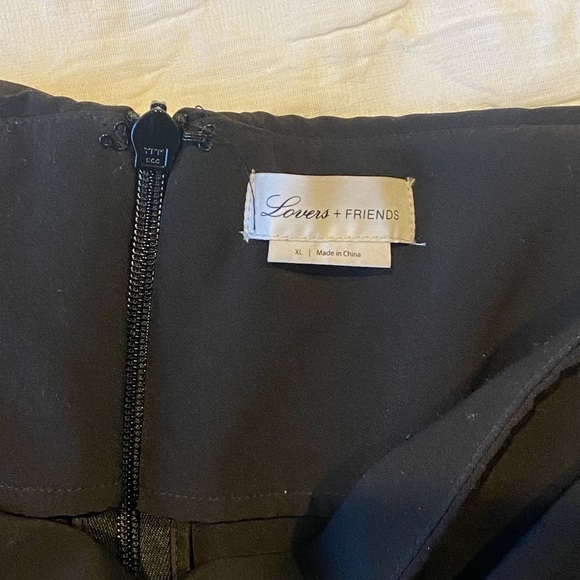 Lovers + FRIENDS
XL | Made in China